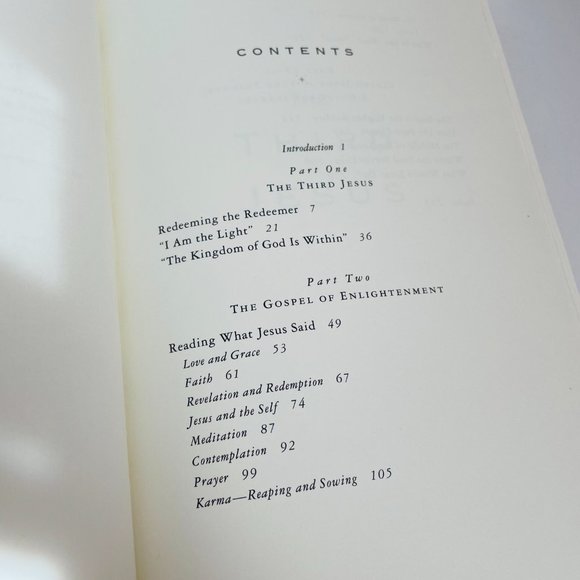 CONTENTS
Introduction 1
Part One
THE THIRD JESUS
Redeeming the Redeemer 7
“I Am the Light” 21
“The Kingdom of God Is Within” 36
Part Two
THE GOSPEL OF ENLIGHTENMENT
Reading What Jesus Said 49
Love and Grace 53
Faith 61
Revelation and Redemption 67
Jesus and the Self 74
Meditation 87
Contemplation 92
Prayer 99
Karma—Reaping and Sowing 105